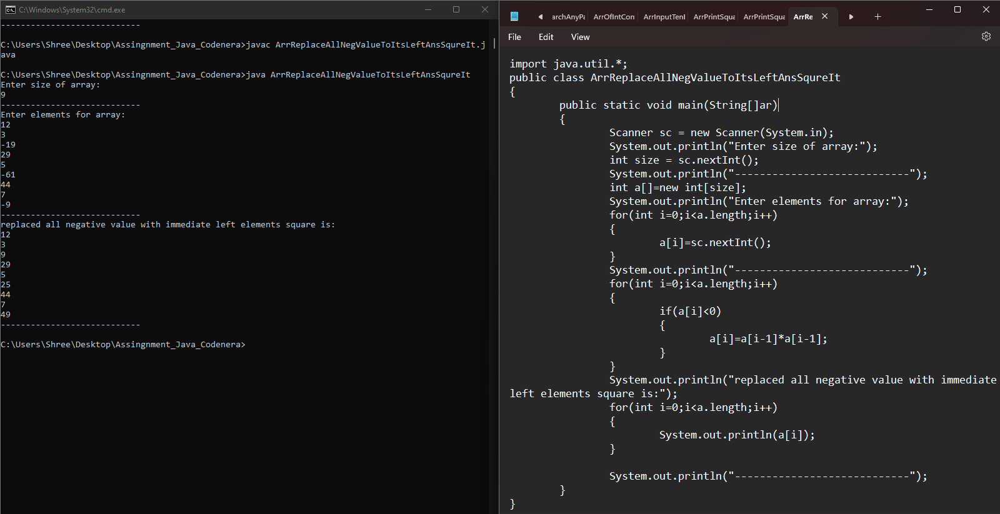 C:\Windows\System32\cmd.exe
----------------------------
C:\Users\Shree\Desktop\Assingnment_Java_Codenera>javac ArrReplaceAllNegValueToItsLeftAnsSqureIt.j
ava
C:\Users\Shree\Desktop\Assingnment_Java_Codenera>java ArrReplaceAllNegValueToItsLeftAnsSqureIt
Enter size of array:
9
----------------------------
Enter elements for array:
12
3
-19
29
5
-61
44
7
-9
----------------------------
replaced all negative value with immediate left elements square is:
12
3
9
29
5
25
44
7
49
----------------------------
C:\Users\Shree\Desktop\Assingnment_Java_Codenera>
archAnyPa ArrOfIntCon ArrInputTenI ArrPrintSqua ArrPrintSqua ArrRe
File Edit View
import java.util.*;
public class ArrReplaceAllNegValueToItsLeftAnsSqureIt
{
public static void main(String[]ar)
{
Scanner sc = new Scanner(System.in);
System.out.println("Enter size of array:");
int size = sc.nextInt();
System.out.println("----------------------------");
int a[]=new int[size];
System.out.println("Enter elements for array:");
for(int i=0;i<a.length;i++)
{
a[i]=sc.nextInt();
}
System.out.println("----------------------------");
for(int i=0;i<a.length;i++)
{
if(a[i]<0)
{
a[i]=a[i-1]*a[i-1];
}
}
System.out.println("replaced all negative value with immediate
left elements square is:");
for(int i=0;i<a.length;i++)
{
System.out.println(a[i]);
}
System.out.println("----------------------------");
}
}